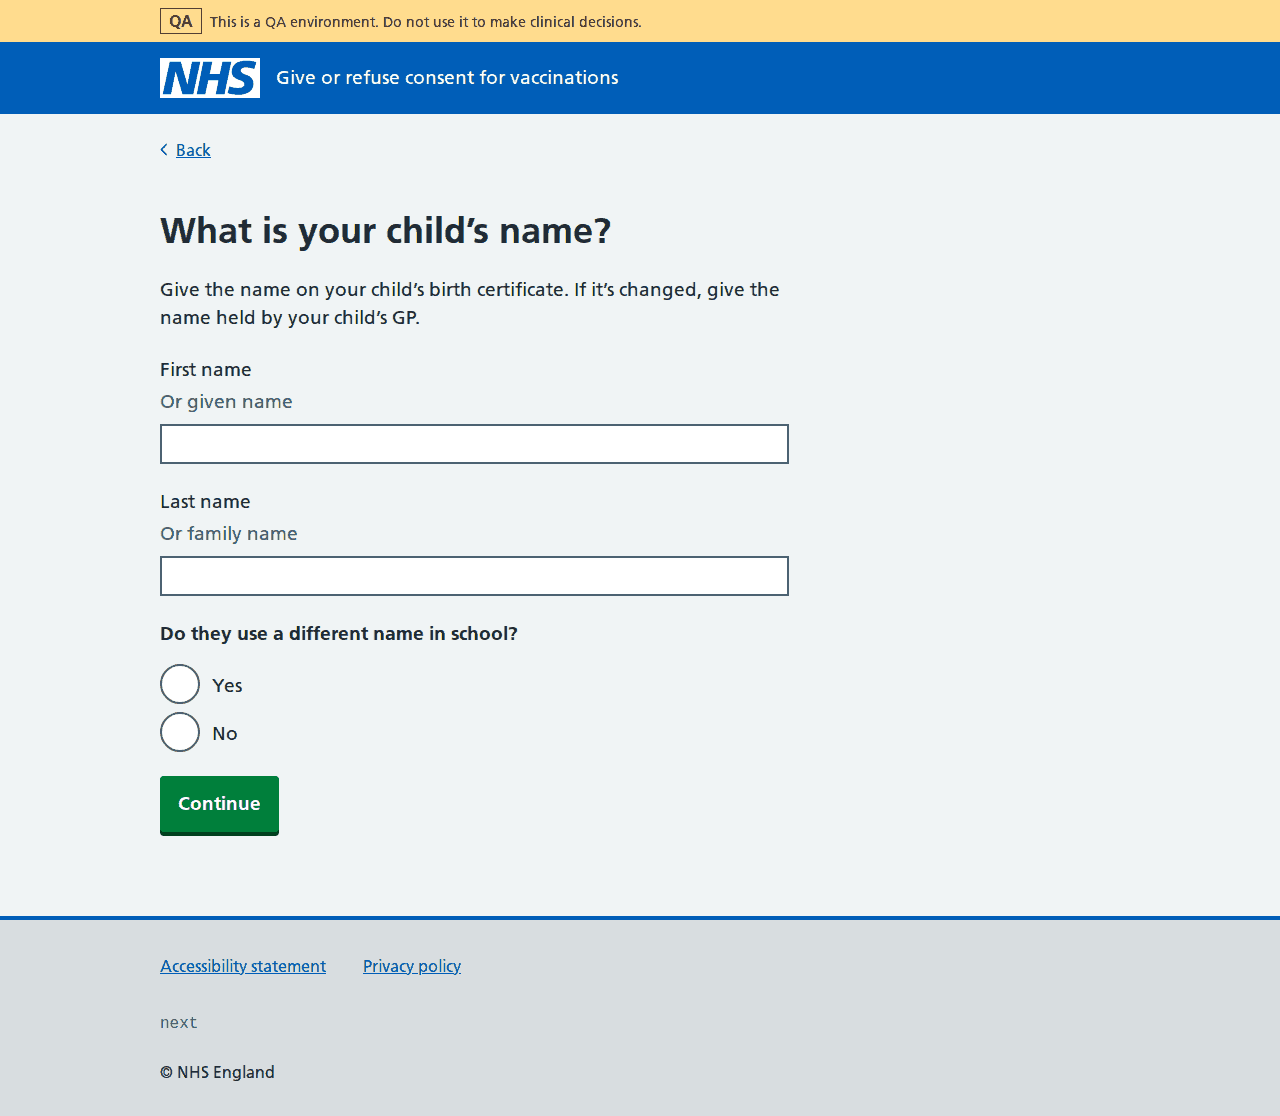 QA This is a QA environment. Do not use it to make clinical decisions.
NHS Give or refuse consent for vaccinations
Back
What is your child’s name?
Give the name on your child’s birth certificate. If it’s changed, give the
name held by your child’s GP.
First name
Or given name
Last name
Or family name
Do they use a different name in school?
Yes
No
Continue
Accessibility statement Privacy policy
next
© NHS England